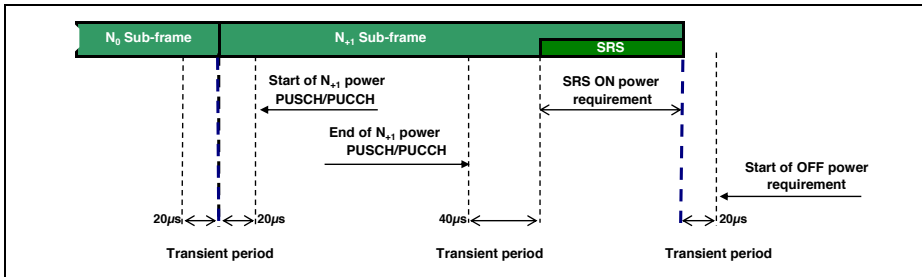 N₀ Sub-frame
N₊₁ Sub-frame
SRS
Start of N₊₁ power
PUSCH/PUCCH
SRS ON power
requirement
End of N₊₁ power
PUSCH/PUCCH
Start of OFF power
requirement
20µs
20µs
40µs
20µs
Transient period
Transient period
Transient period